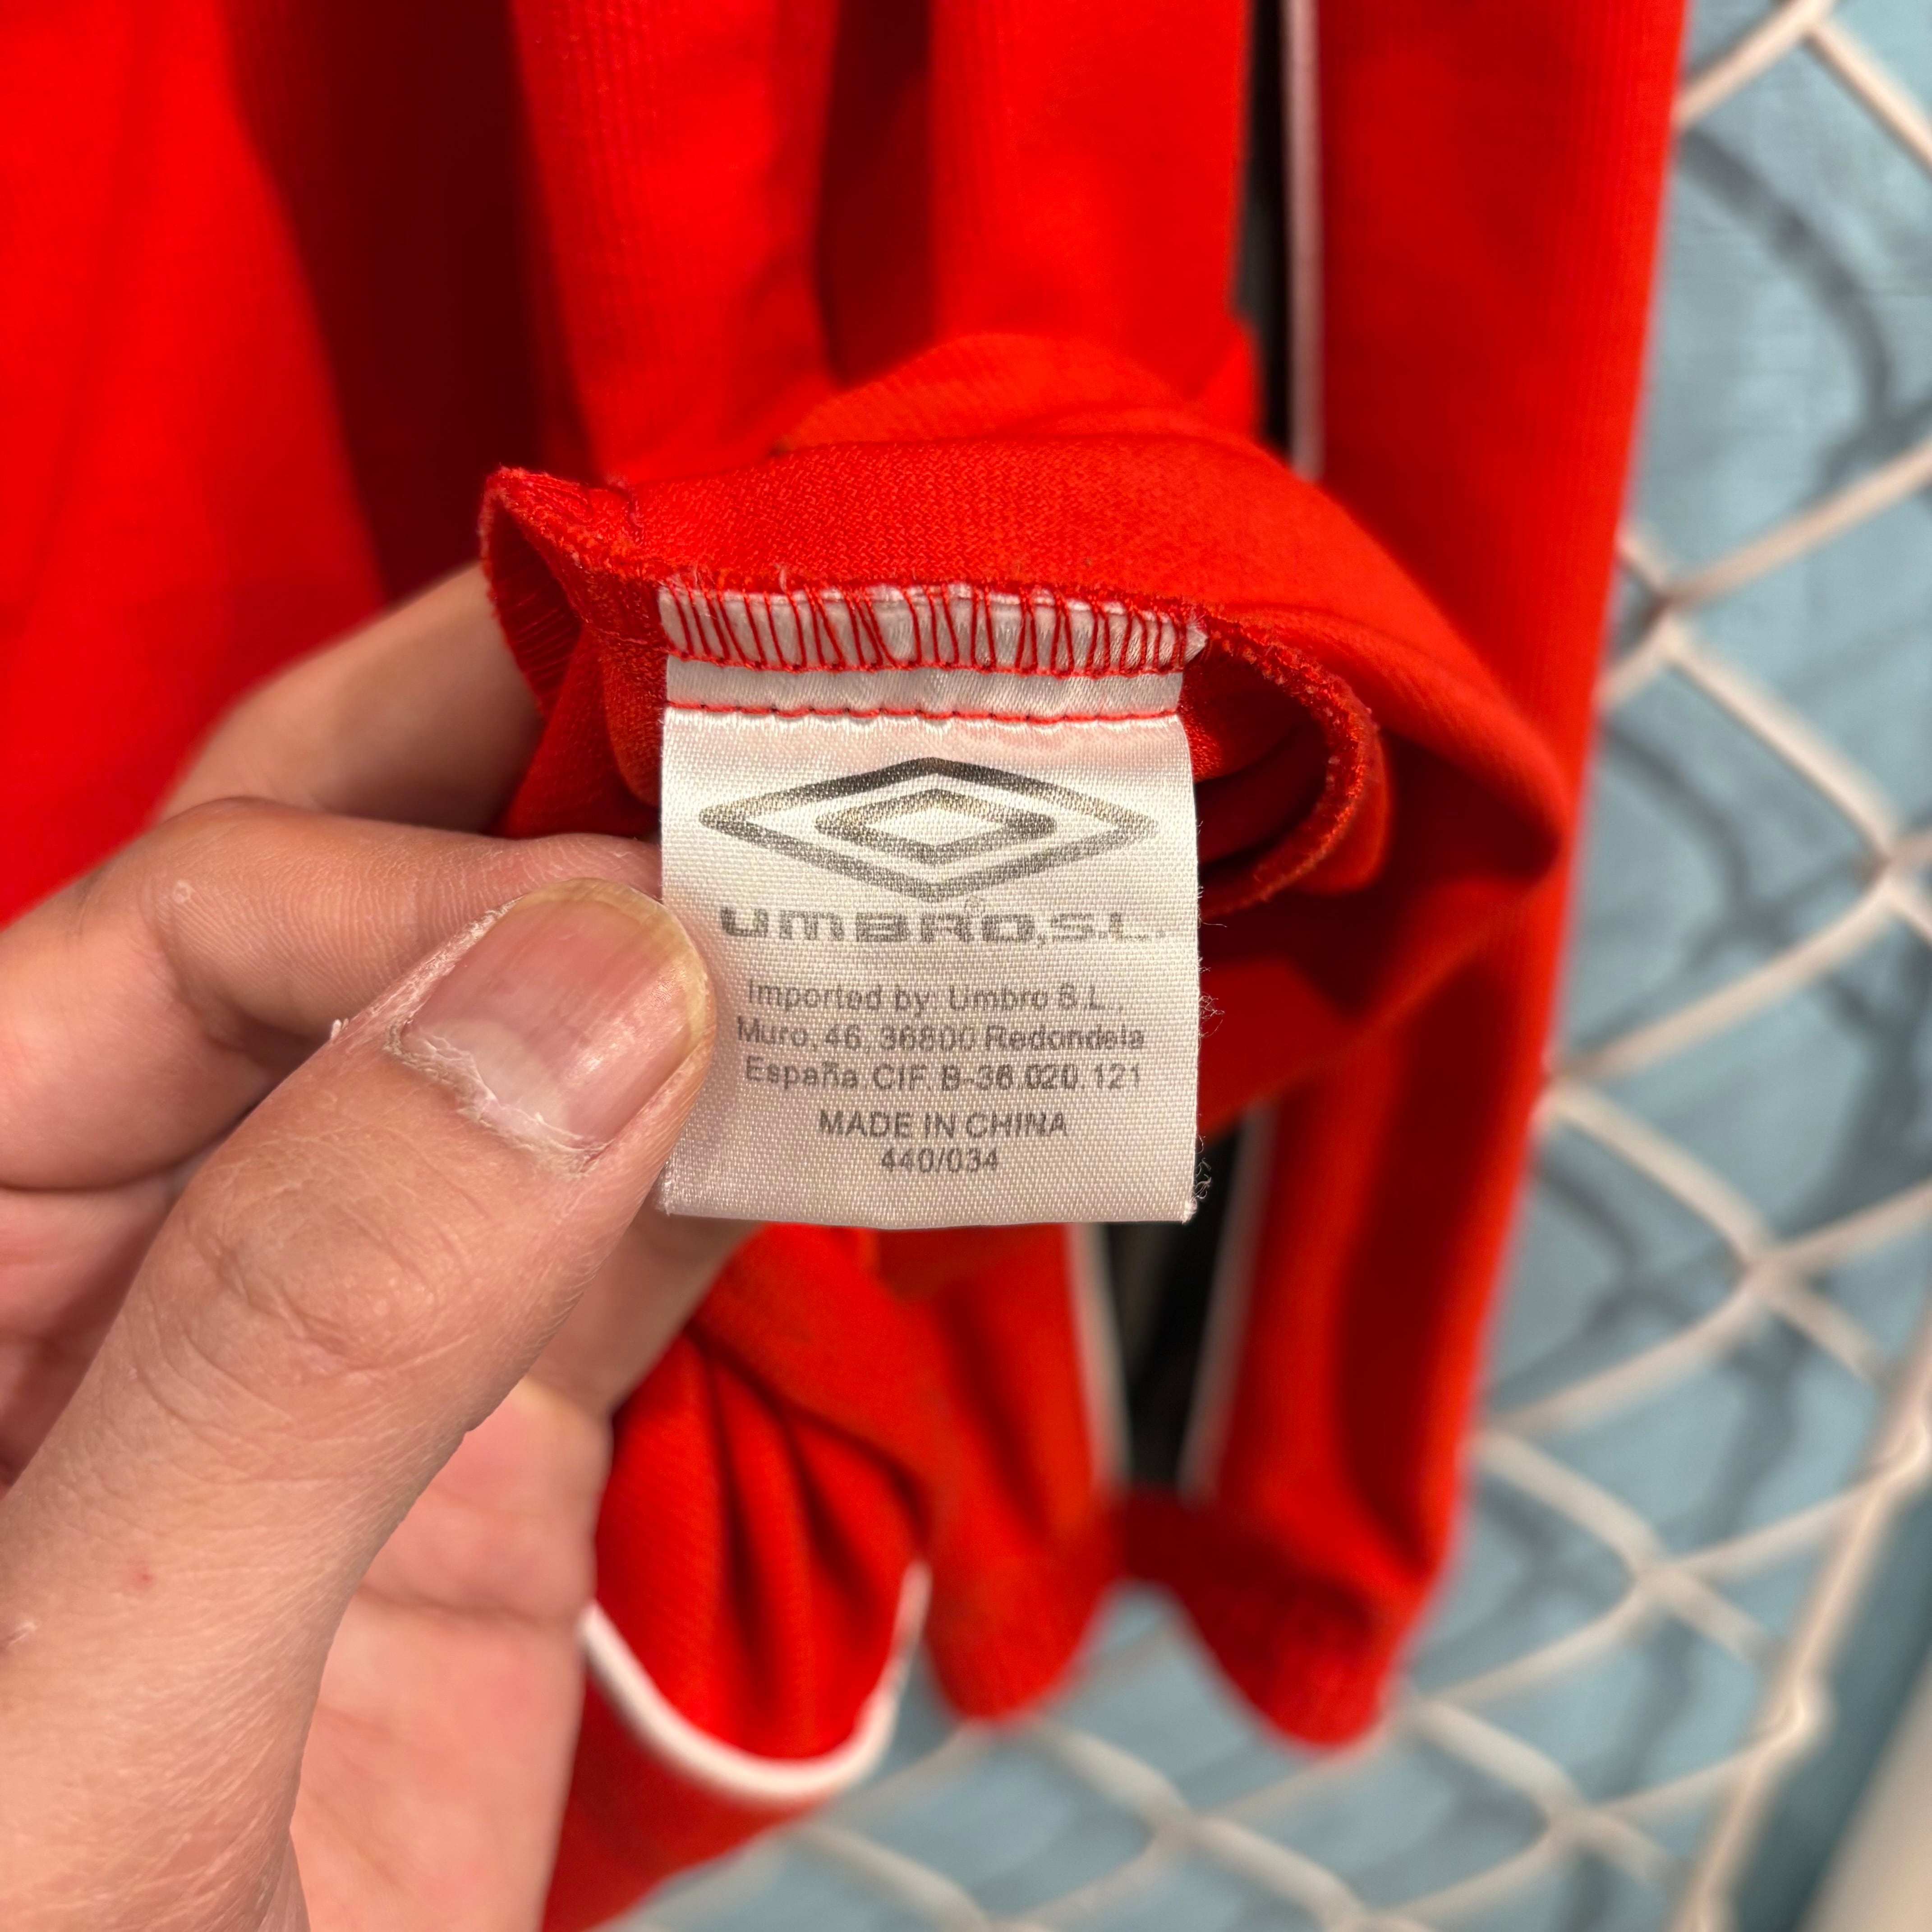 UMBRO,S.L.
Imported by: Umbro S.L.,
Muro, 46. 36800 Redondela
España CIF. B-36.020.121
MADE IN CHINA
440/034